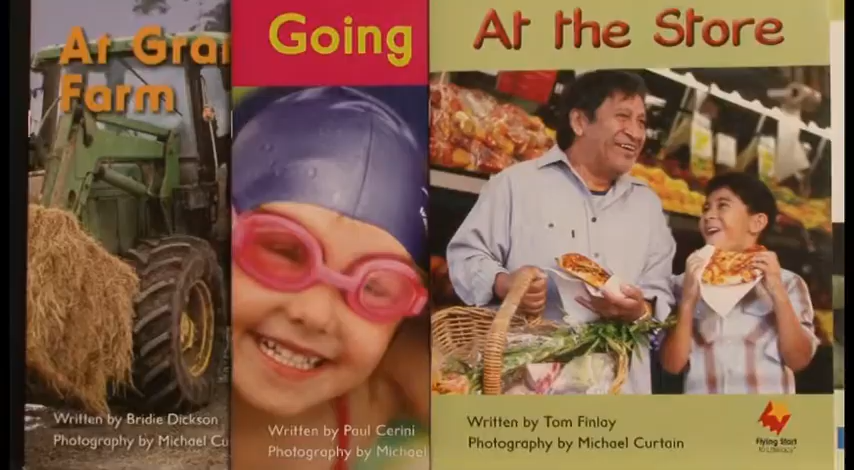 At Gra
Farm
Written by Bridie Dickson
Photography by Michael Cu
Going
Written by Paul Cerini
Photography by Michael
At the Store
Written by Tom Finlay
Photography by Michael Curtain
Flying Start
to Literacy